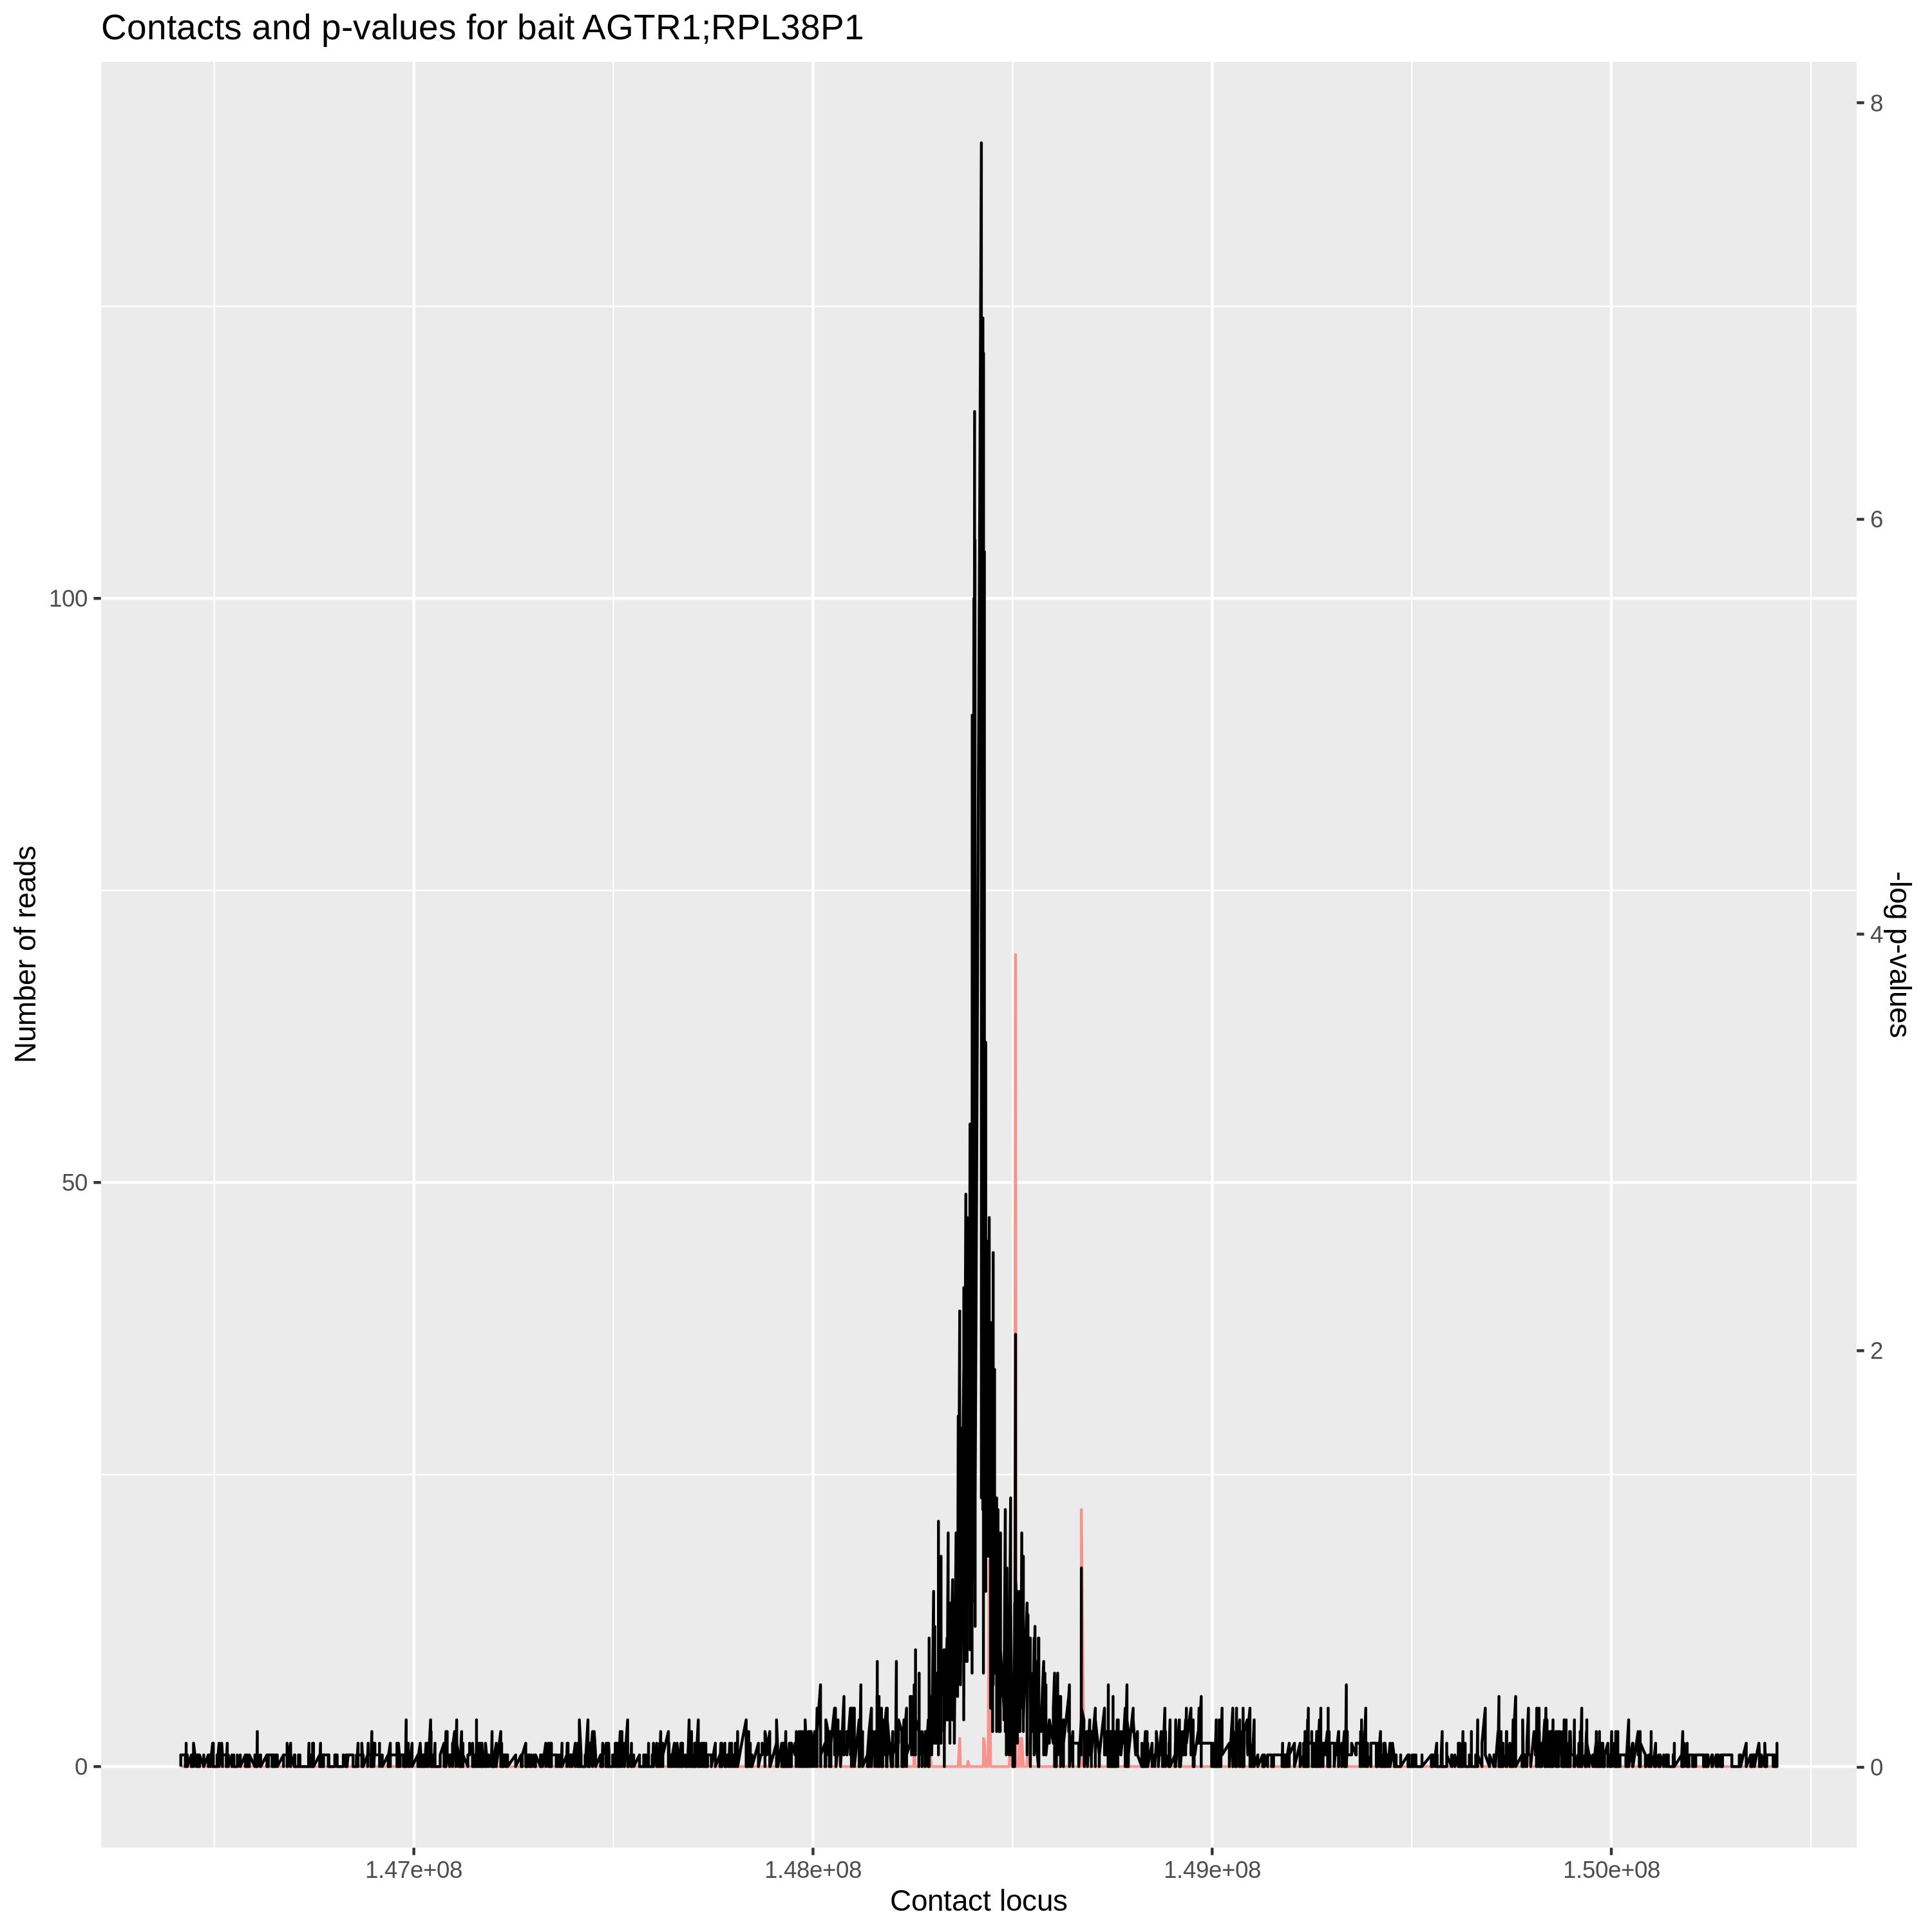 Contacts and p-values for bait AGTR1;RPL38P1
8
6
4
2
0
-log p-values
100
50
0
Number of reads
1.47e+08
1.48e+08
1.49e+08
1.50e+08
Contact locus